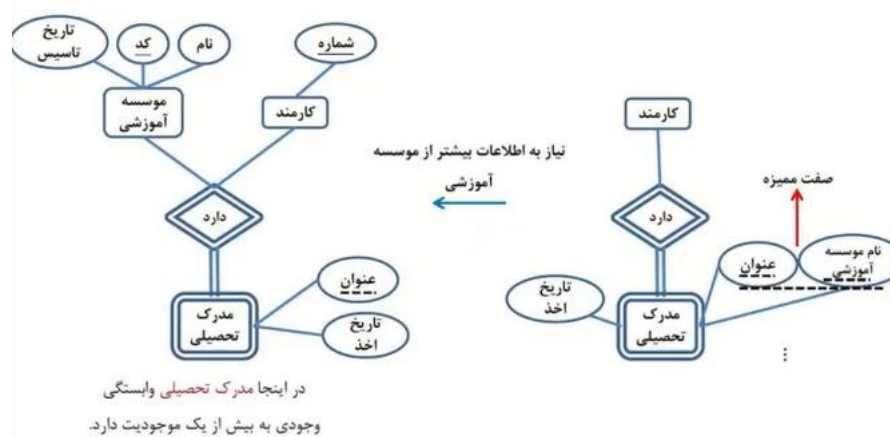 تاریخ
تاسیس
کد
نام
شماره
موسسه
آموزشی
کارمند
دارد
عنوان
مدرک
تحصیلی
تاریخ
اخذ
در اینجا مدرک تحصیلی وابستگی
وجودی به بیش از یک موجودیت دارد.
نیاز به اطلاعات بیشتر از موسسه
آموزشی
کارمند
صفت ممیزه
دارد
نام موسسه
آموزشی
عنوان
تاریخ
اخذ
مدرک
تحصیلی
⋮